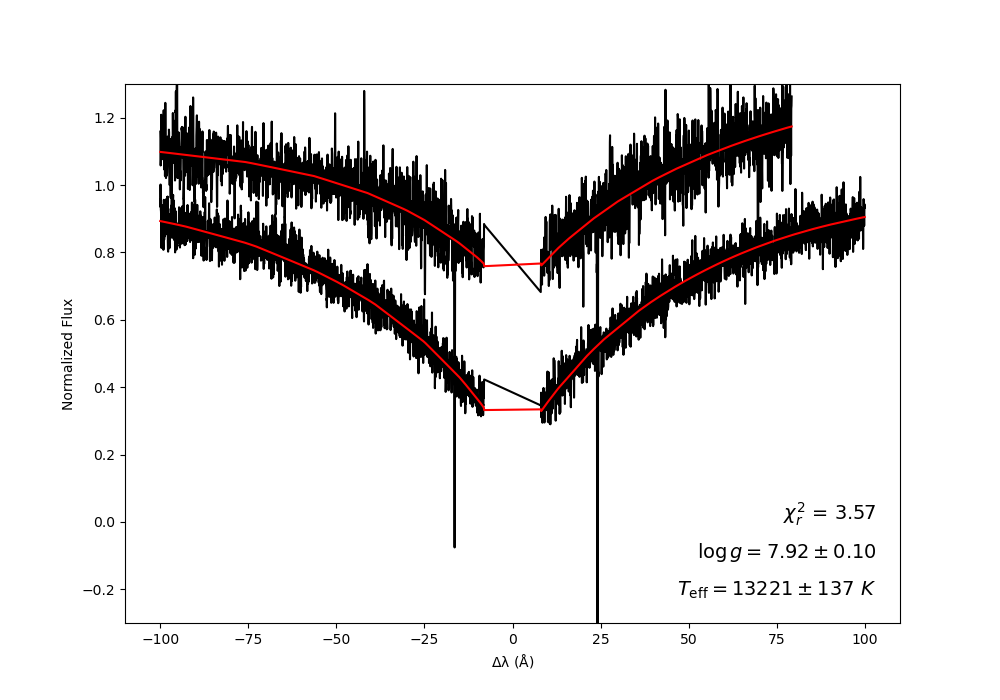 1.2
1.0
0.8
0.6
0.4
0.2
0.0
−0.2
Normalized Flux
χ²ᵣ = 3.57
log g = 7.92 ± 0.10
T_eff = 13221 ± 137 K
−100 −75 −50 −25 0 25 50 75 100
Δλ (Å)